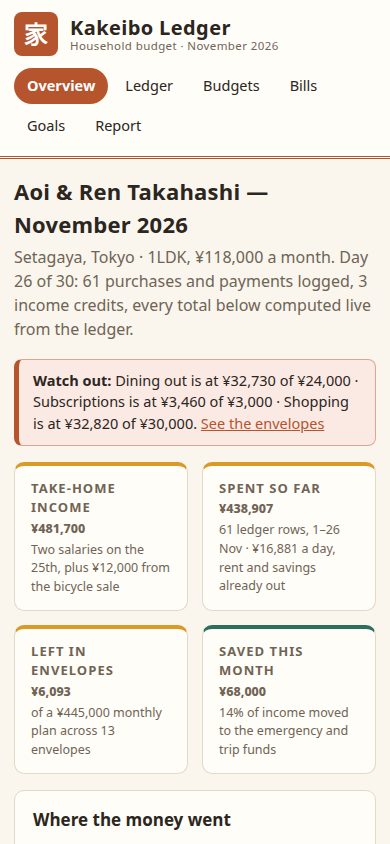 家
Kakeibo Ledger
Household budget · November 2026
Overview
Ledger
Budgets
Bills
Goals
Report
Aoi & Ren Takahashi —
November 2026
Setagaya, Tokyo · 1LDK, ¥118,000 a month. Day
26 of 30: 61 purchases and payments logged, 3
income credits, every total below computed live
from the ledger.
Watch out: Dining out is at ¥32,730 of ¥24,000 ·
Subscriptions is at ¥3,460 of ¥3,000 · Shopping
is at ¥32,820 of ¥30,000. See the envelopes
TAKE-HOME
INCOME
¥481,700
Two salaries on the
25th, plus ¥12,000 from
the bicycle sale
SPENT SO FAR
¥438,907
61 ledger rows, 1–26
Nov · ¥16,881 a day,
rent and savings
already out
LEFT IN
ENVELOPES
¥6,093
of a ¥445,000 monthly
plan across 13
envelopes
SAVED THIS
MONTH
¥68,000
14% of income moved
to the emergency and
trip funds
Where the money went